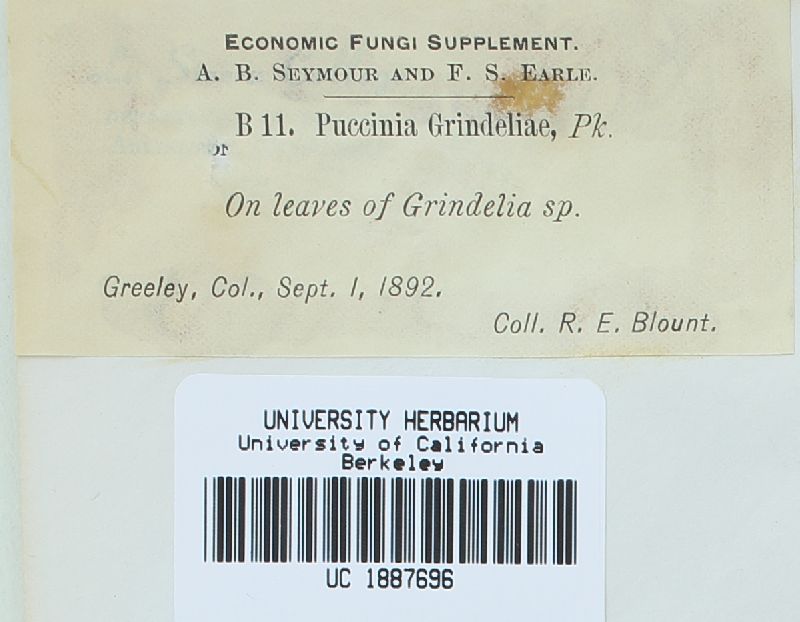 ECONOMIC FUNGI SUPPLEMENT.
A. B. SEYMOUR AND F. S. EARLE.
B 11. Puccinia Grindeliae, Pk.
or
On leaves of Grindelia sp.
Greeley, Col., Sept. 1, 1892.
Coll. R. E. Blount.
UNIVERSITY HERBARIUM
University of California
Berkeley
UC 1887696